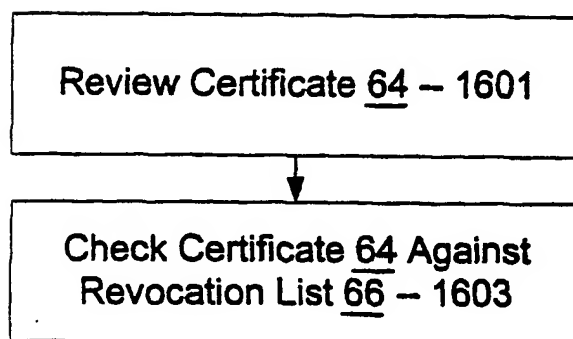 Review Certificate 64 – 1601
Check Certificate 64 Against
Revocation List 66 – 1603